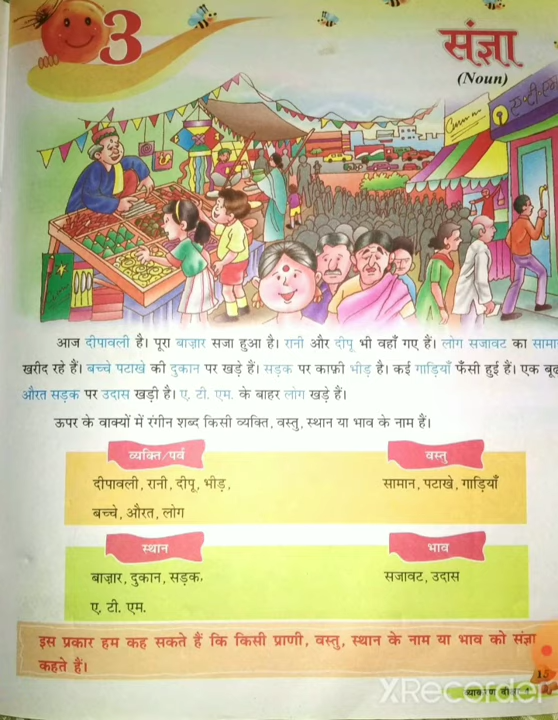 3
संज्ञा
(Noun)
आज दीपावली है। पूरा बाज़ार सजा हुआ है। रानी और दीपू भी वहाँ गए हैं। लोग सजावट का
खरीद रहे हैं। बच्चे पटाखे की दुकान पर खड़े हैं। सड़क पर काफ़ी भीड़ है। कई गाड़ियाँ फँसी हुई हैं। एक
औरत सड़क पर उदास खड़ी है। ए. टी. एम. के बाहर लोग खड़े हैं।
ऊपर के वाक्यों में रंगीन शब्द किसी व्यक्ति, वस्तु, स्थान या भाव के नाम हैं।
व्यक्ति/पर्व
वस्तु
दीपावली, रानी, दीपू, भीड़,
सामान, पटाखे, गाड़ियाँ
बच्चे, औरत, लोग
स्थान
भाव
बाज़ार, दुकान, सड़क,
सजावट, उदास
ए. टी. एम.
इस प्रकार हम कह सकते हैं कि किसी प्राणी, वस्तु, स्थान के नाम या भाव को संज्ञा
कहते हैं।
XRecorder